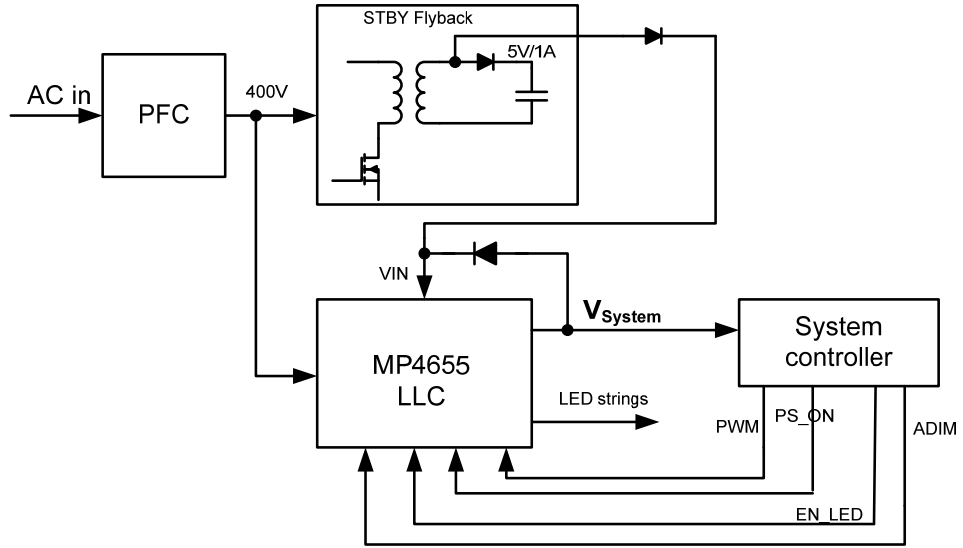 STBY Flyback
5V/1A
AC in
PFC
400V
VIN
VSystem
MP4655
LLC
System
controller
LED strings
PWM
PS_ON
ADIM
EN_LED